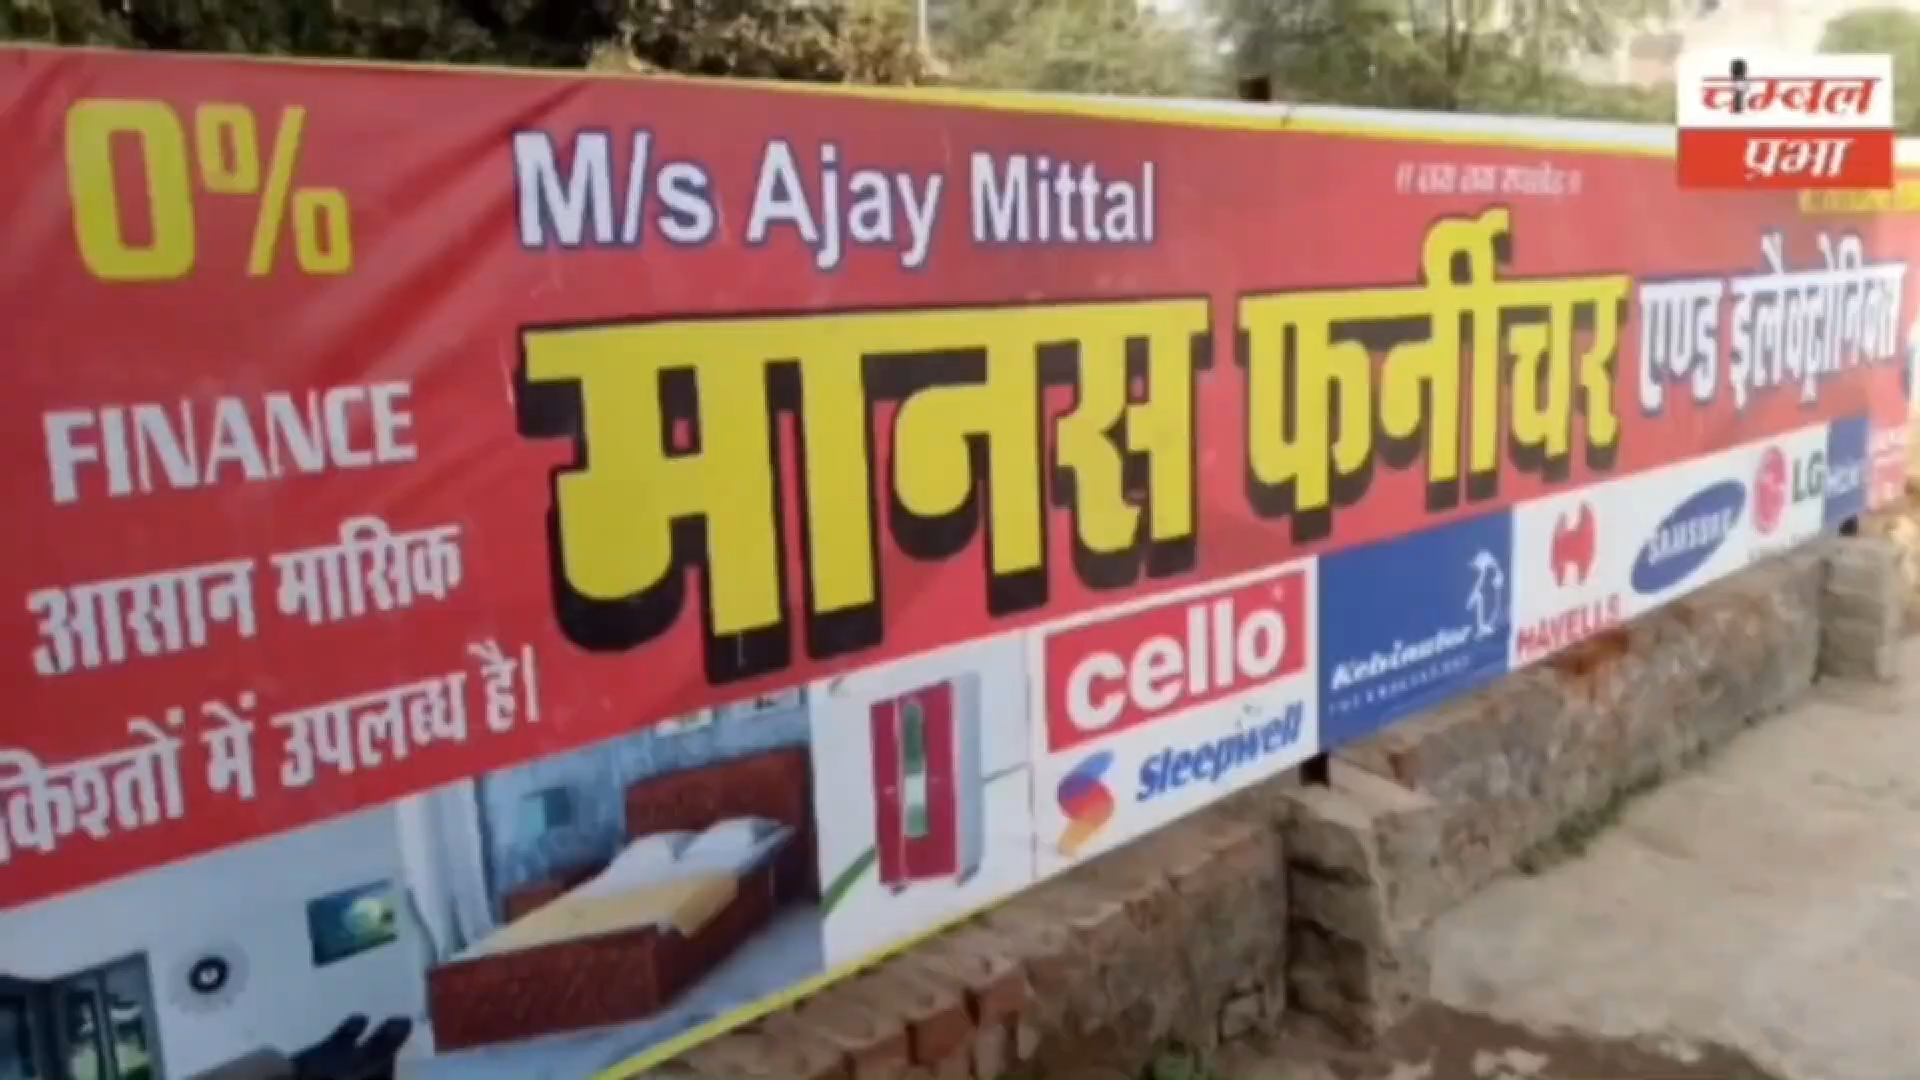 चम्बल
प्रभा
0%
M/s Ajay Mittal
मानस फर्नीचर एण्ड इलेक्ट्रोनिक्स
FINANCE
आसान मासिक
किश्तों में उपलब्ध है।
cello
Sleepwell
Kelvinator
HAVELLS
SAMSUNG
LG